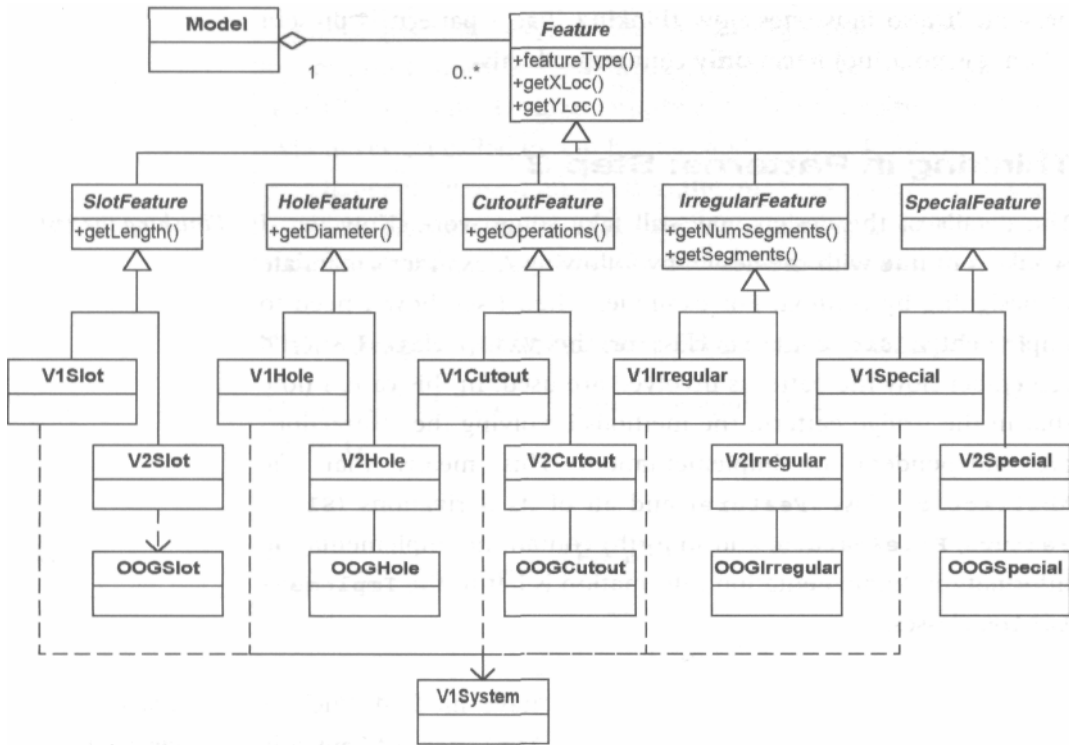 Model
Feature
+featureType()
+getXLoc()
+getYLoc()
1
0..*
SlotFeature
+getLength()
HoleFeature
+getDiameter()
CutoutFeature
+getOperations()
IrregularFeature
+getNumSegments()
+getSegments()
SpecialFeature
V1Slot
V1Hole
V1Cutout
V1Irregular
V1Special
V2Slot
V2Hole
V2Cutout
V2Irregular
V2Special
OOGSlot
OOGHole
OOGCutout
OOGIrregular
OOGSpecial
V1System